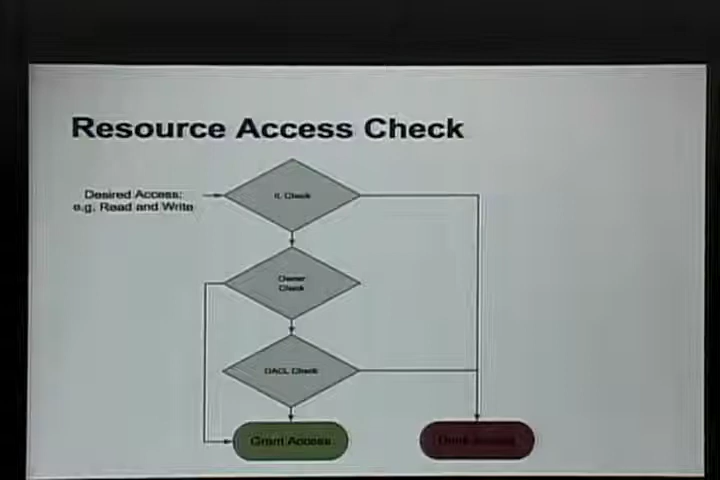 Resource Access Check
Desired Access:
e.g. Read and Write
IL Check
Owner
Check
DACL Check
Grant Access